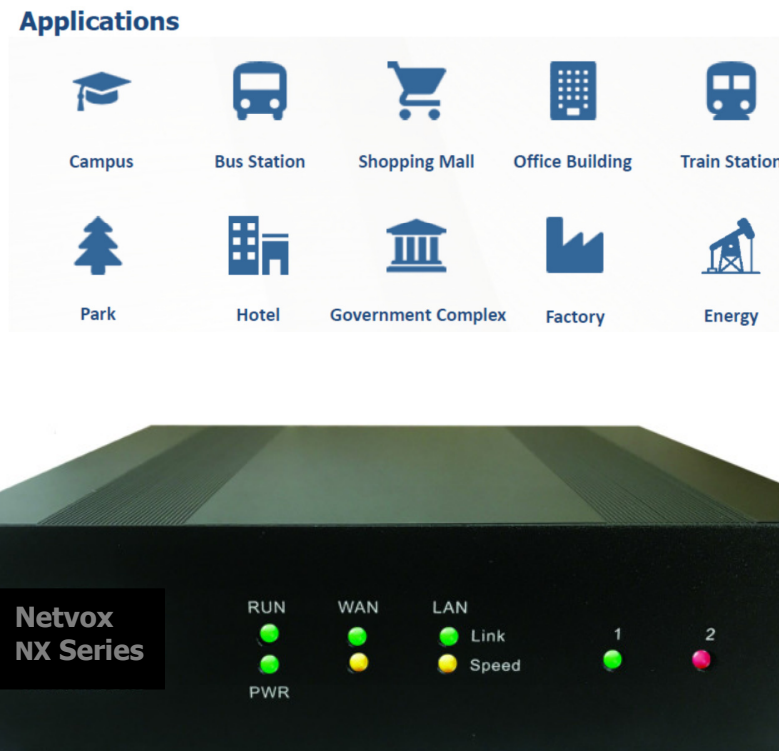 Applications
Campus Bus Station Shopping Mall Office Building Train Station
Park Hotel Government Complex Factory Energy
RUN WAN LAN
Netvox
NX Series
Link 1 2
Speed
PWR